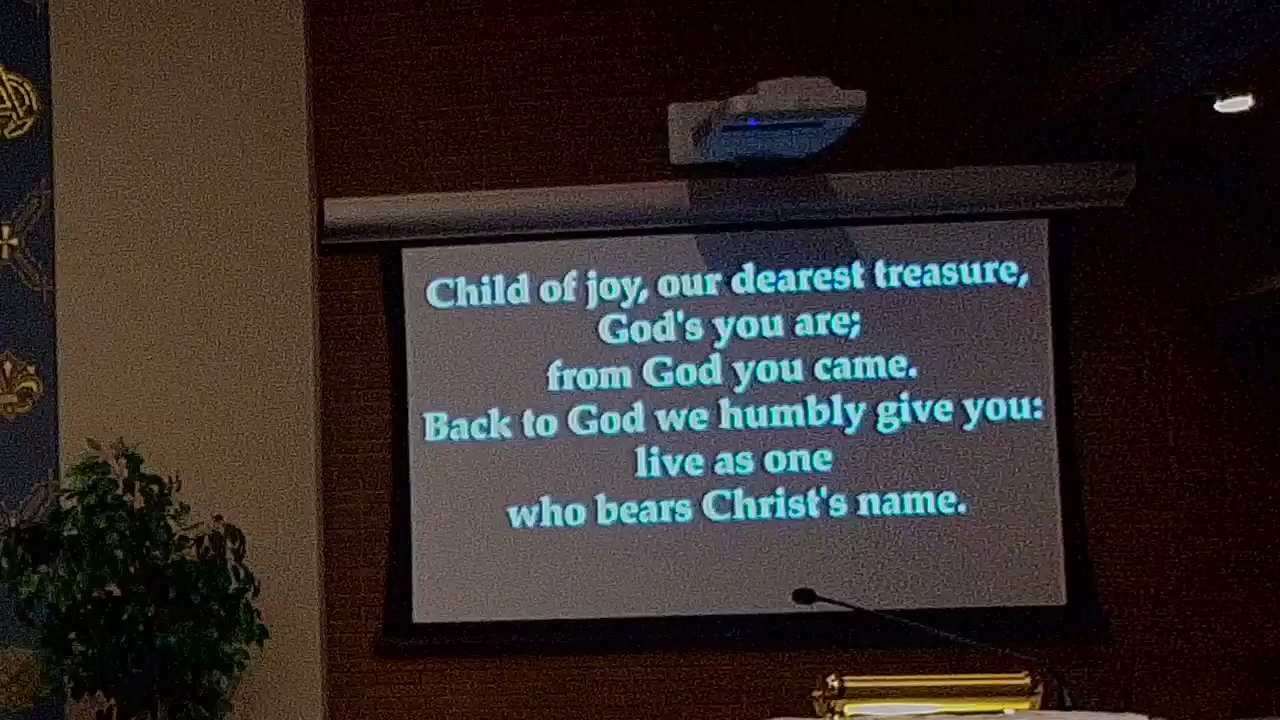 Child of joy, our dearest treasure,
God's you are;
from God you came.
Back to God we humbly give you:
live as one
who bears Christ's name.